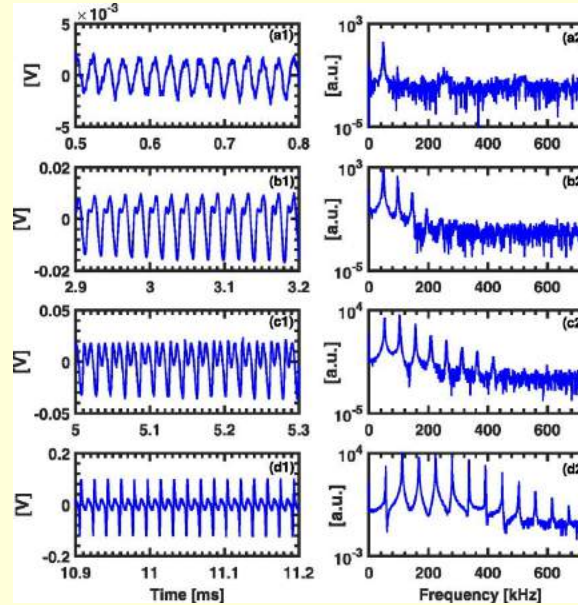 × 10⁻³
(a1)
5
0
-5
[V]
0.5 0.6 0.7 0.8
10³
(a2
10⁻⁵
[a.u.]
0 200 400 600
(b1)
0.02
0
-0.02
[V]
2.9 3 3.1 3.2
10³
(b2
10⁻⁵
[a.u.]
0 200 400 600
(c1)
0.05
0
-0.05
[V]
5 5.1 5.2 5.3
10⁴
(c2
10⁻⁵
[a.u.]
0 200 400 600
(d1)
0.2
0
-0.2
[V]
10.9 11 11.1 11.2
Time [ms]
10⁴
(d2
10⁻³
[a.u.]
0 200 400 600
Frequency [kHz]